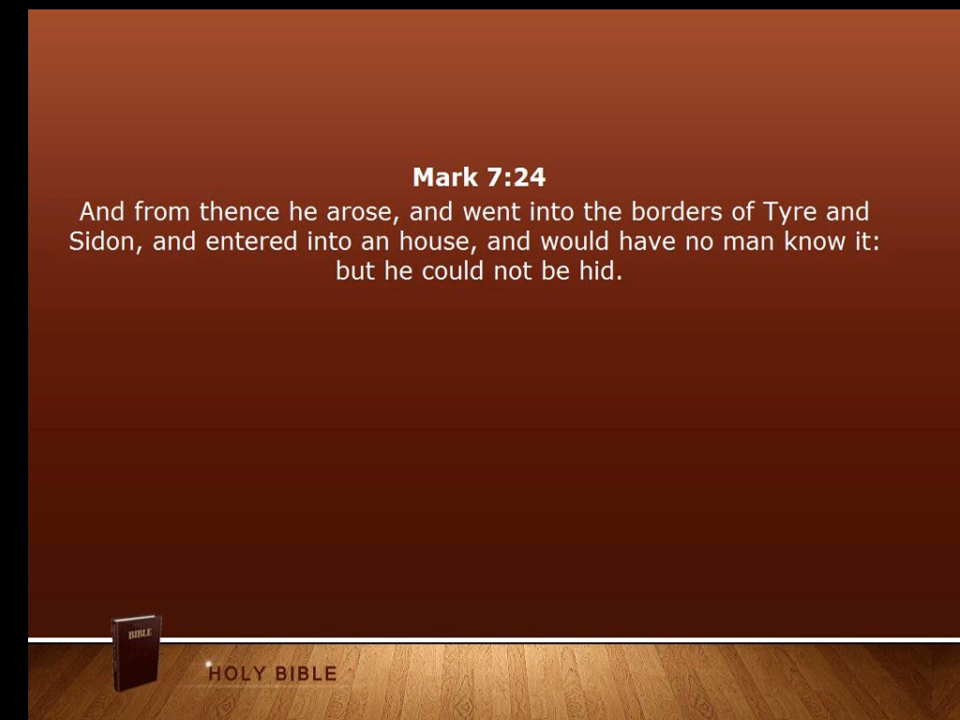 Mark 7:24
And from thence he arose, and went into the borders of Tyre and
Sidon, and entered into an house, and would have no man know it:
but he could not be hid.
BIBLE
HOLY BIBLE